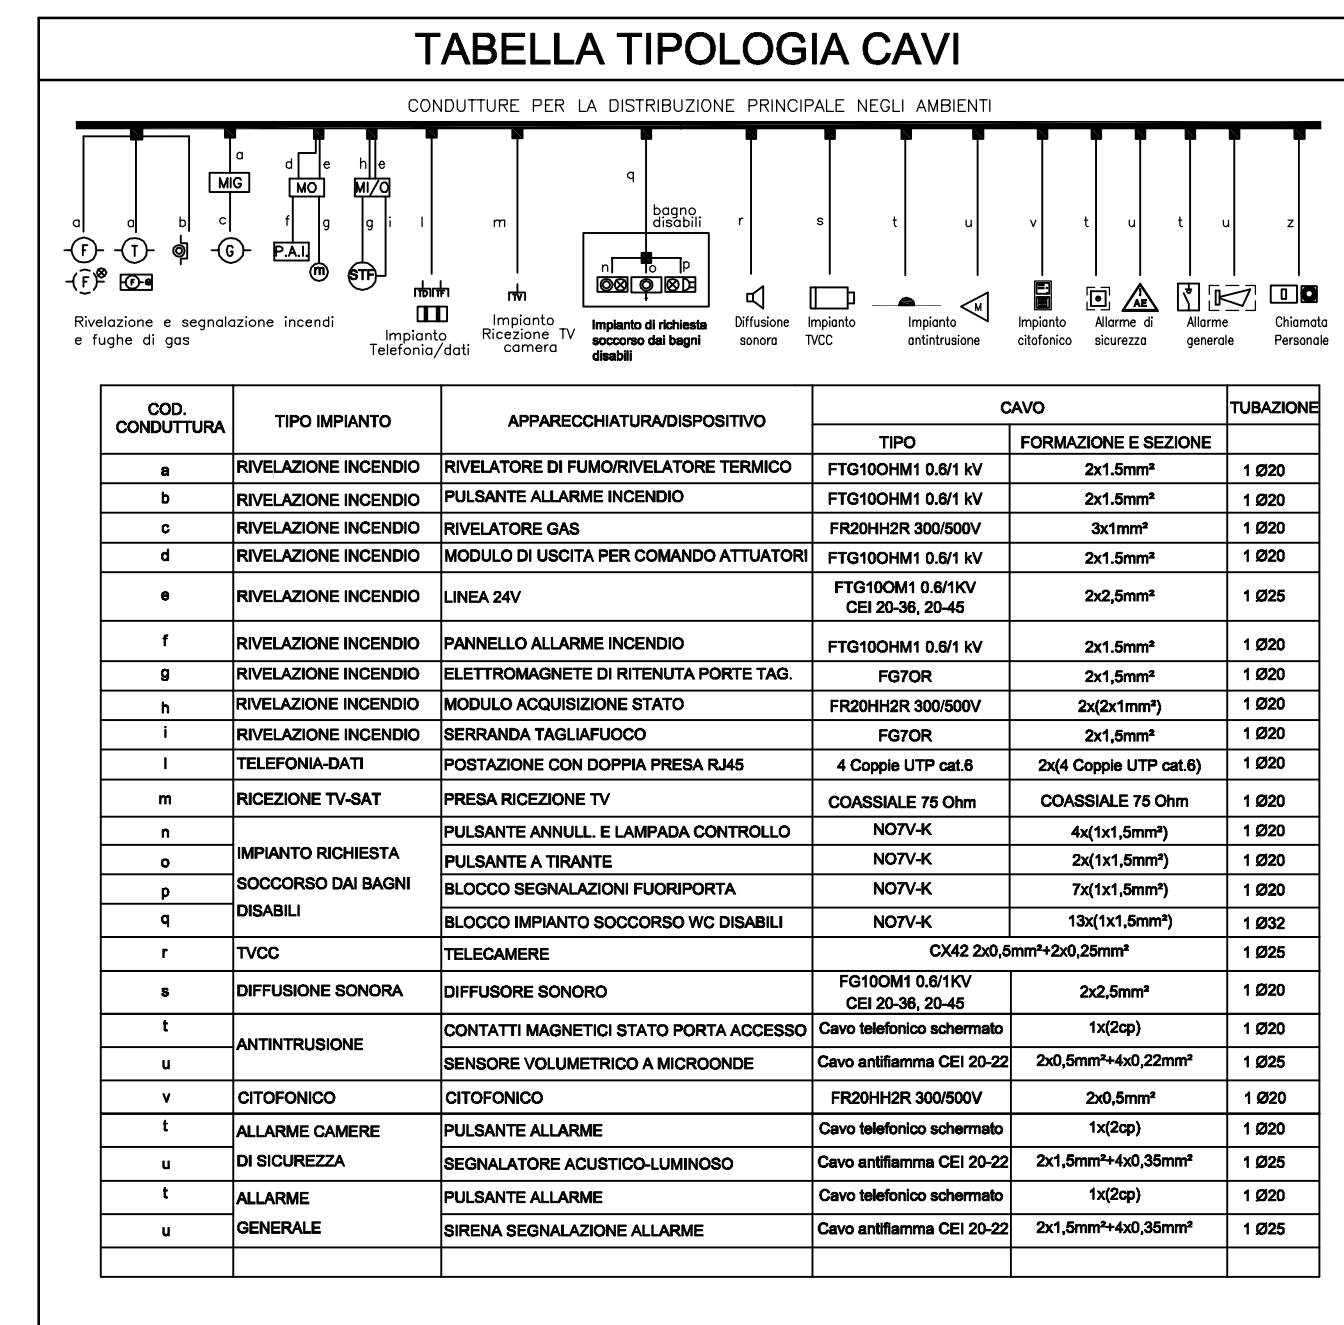 TABELLA TIPOLOGIA CAVI
CONDUTTURE PER LA DISTRIBUZIONE PRINCIPALE NEGLI AMBIENTI
a d e h e
MIG MO MI/O q
bagno disabili
a a b c f g g i l m r s t u v t u t u z
F T G P.A.I. m STF n o p
F F TD TF TV M AE
Rivelazione e segnalazione incendi e fughe di gas
Impianto Telefonia/dati
Impianto Ricezione TV camera
Impianto di richiesta soccorso dai bagni disabili
Diffusione sonora
Impianto TVCC
Impianto antintrusione
Impianto citofonico
Allarme di sicurezza
Allarme generale
Chiamata Personale
COD. CONDUTTURA TIPO IMPIANTO APPARECCHIATURA/DISPOSITIVO CAVO TUBAZIONE
TIPO FORMAZIONE E SEZIONE
a RIVELAZIONE INCENDIO RIVELATORE DI FUMO/RIVELATORE TERMICO FTG10OHM1 0.6/1 kV 2x1.5mm² 1 Ø20
b RIVELAZIONE INCENDIO PULSANTE ALLARME INCENDIO FTG10OHM1 0.6/1 kV 2x1.5mm² 1 Ø20
c RIVELAZIONE INCENDIO RIVELATORE GAS FR20HH2R 300/500V 3x1mm² 1 Ø20
d RIVELAZIONE INCENDIO MODULO DI USCITA PER COMANDO ATTUATORI FTG10OHM1 0.6/1 kV 2x1.5mm² 1 Ø20
e RIVELAZIONE INCENDIO LINEA 24V FTG10OM1 0.6/1KV CEI 20-36, 20-45 2x2,5mm² 1 Ø25
f RIVELAZIONE INCENDIO PANNELLO ALLARME INCENDIO FTG10OHM1 0.6/1 kV 2x1.5mm² 1 Ø20
g RIVELAZIONE INCENDIO ELETTROMAGNETE DI RITENUTA PORTE TAG. FG7OR 2x1,5mm² 1 Ø20
h RIVELAZIONE INCENDIO MODULO ACQUISIZIONE STATO FR20HH2R 300/500V 2x(2x1mm²) 1 Ø20
i RIVELAZIONE INCENDIO SERRANDA TAGLIAFUOCO FG7OR 2x1,5mm² 1 Ø20
l TELEFONIA-DATI POSTAZIONE CON DOPPIA PRESA RJ45 4 Coppie UTP cat.6 2x(4 Coppie UTP cat.6) 1 Ø20
m RICEZIONE TV-SAT PRESA RICEZIONE TV COASSIALE 75 Ohm COASSIALE 75 Ohm 1 Ø20
IMPIANTO RICHIESTA SOCCORSO DAI BAGNI DISABILI
n PULSANTE ANNULL. E LAMPADA CONTROLLO NO7V-K 4x(1x1,5mm²) 1 Ø20
o PULSANTE A TIRANTE NO7V-K 2x(1x1,5mm²) 1 Ø20
p BLOCCO SEGNALAZIONI FUORIPORTA NO7V-K 7x(1x1,5mm²) 1 Ø20
q BLOCCO IMPIANTO SOCCORSO WC DISABILI NO7V-K 13x(1x1,5mm²) 1 Ø32
r TVCC TELECAMERE CX42 2x0,5mm²+2x0,25mm² 1 Ø25
s DIFFUSIONE SONORA DIFFUSORE SONORO FG10OM1 0.6/1KV CEI 20-36, 20-45 2x2,5mm² 1 Ø20
ANTINTRUSIONE
t CONTATTI MAGNETICI STATO PORTA ACCESSO Cavo telefonico schermato 1x(2cp) 1 Ø20
u SENSORE VOLUMETRICO A MICROONDE Cavo antifiamma CEI 20-22 2x0,5mm²+4x0,22mm² 1 Ø25
v CITOFONICO CITOFONICO FR20HH2R 300/500V 2x0,5mm² 1 Ø20
ALLARME CAMERE DI SICUREZZA
t PULSANTE ALLARME Cavo telefonico schermato 1x(2cp) 1 Ø20
u SEGNALATORE ACUSTICO-LUMINOSO Cavo antifiamma CEI 20-22 2x1,5mm²+4x0,35mm² 1 Ø25
ALLARME GENERALE
t PULSANTE ALLARME Cavo telefonico schermato 1x(2cp) 1 Ø20
u SIRENA SEGNALAZIONE ALLARME Cavo antifiamma CEI 20-22 2x1,5mm²+4x0,35mm² 1 Ø25